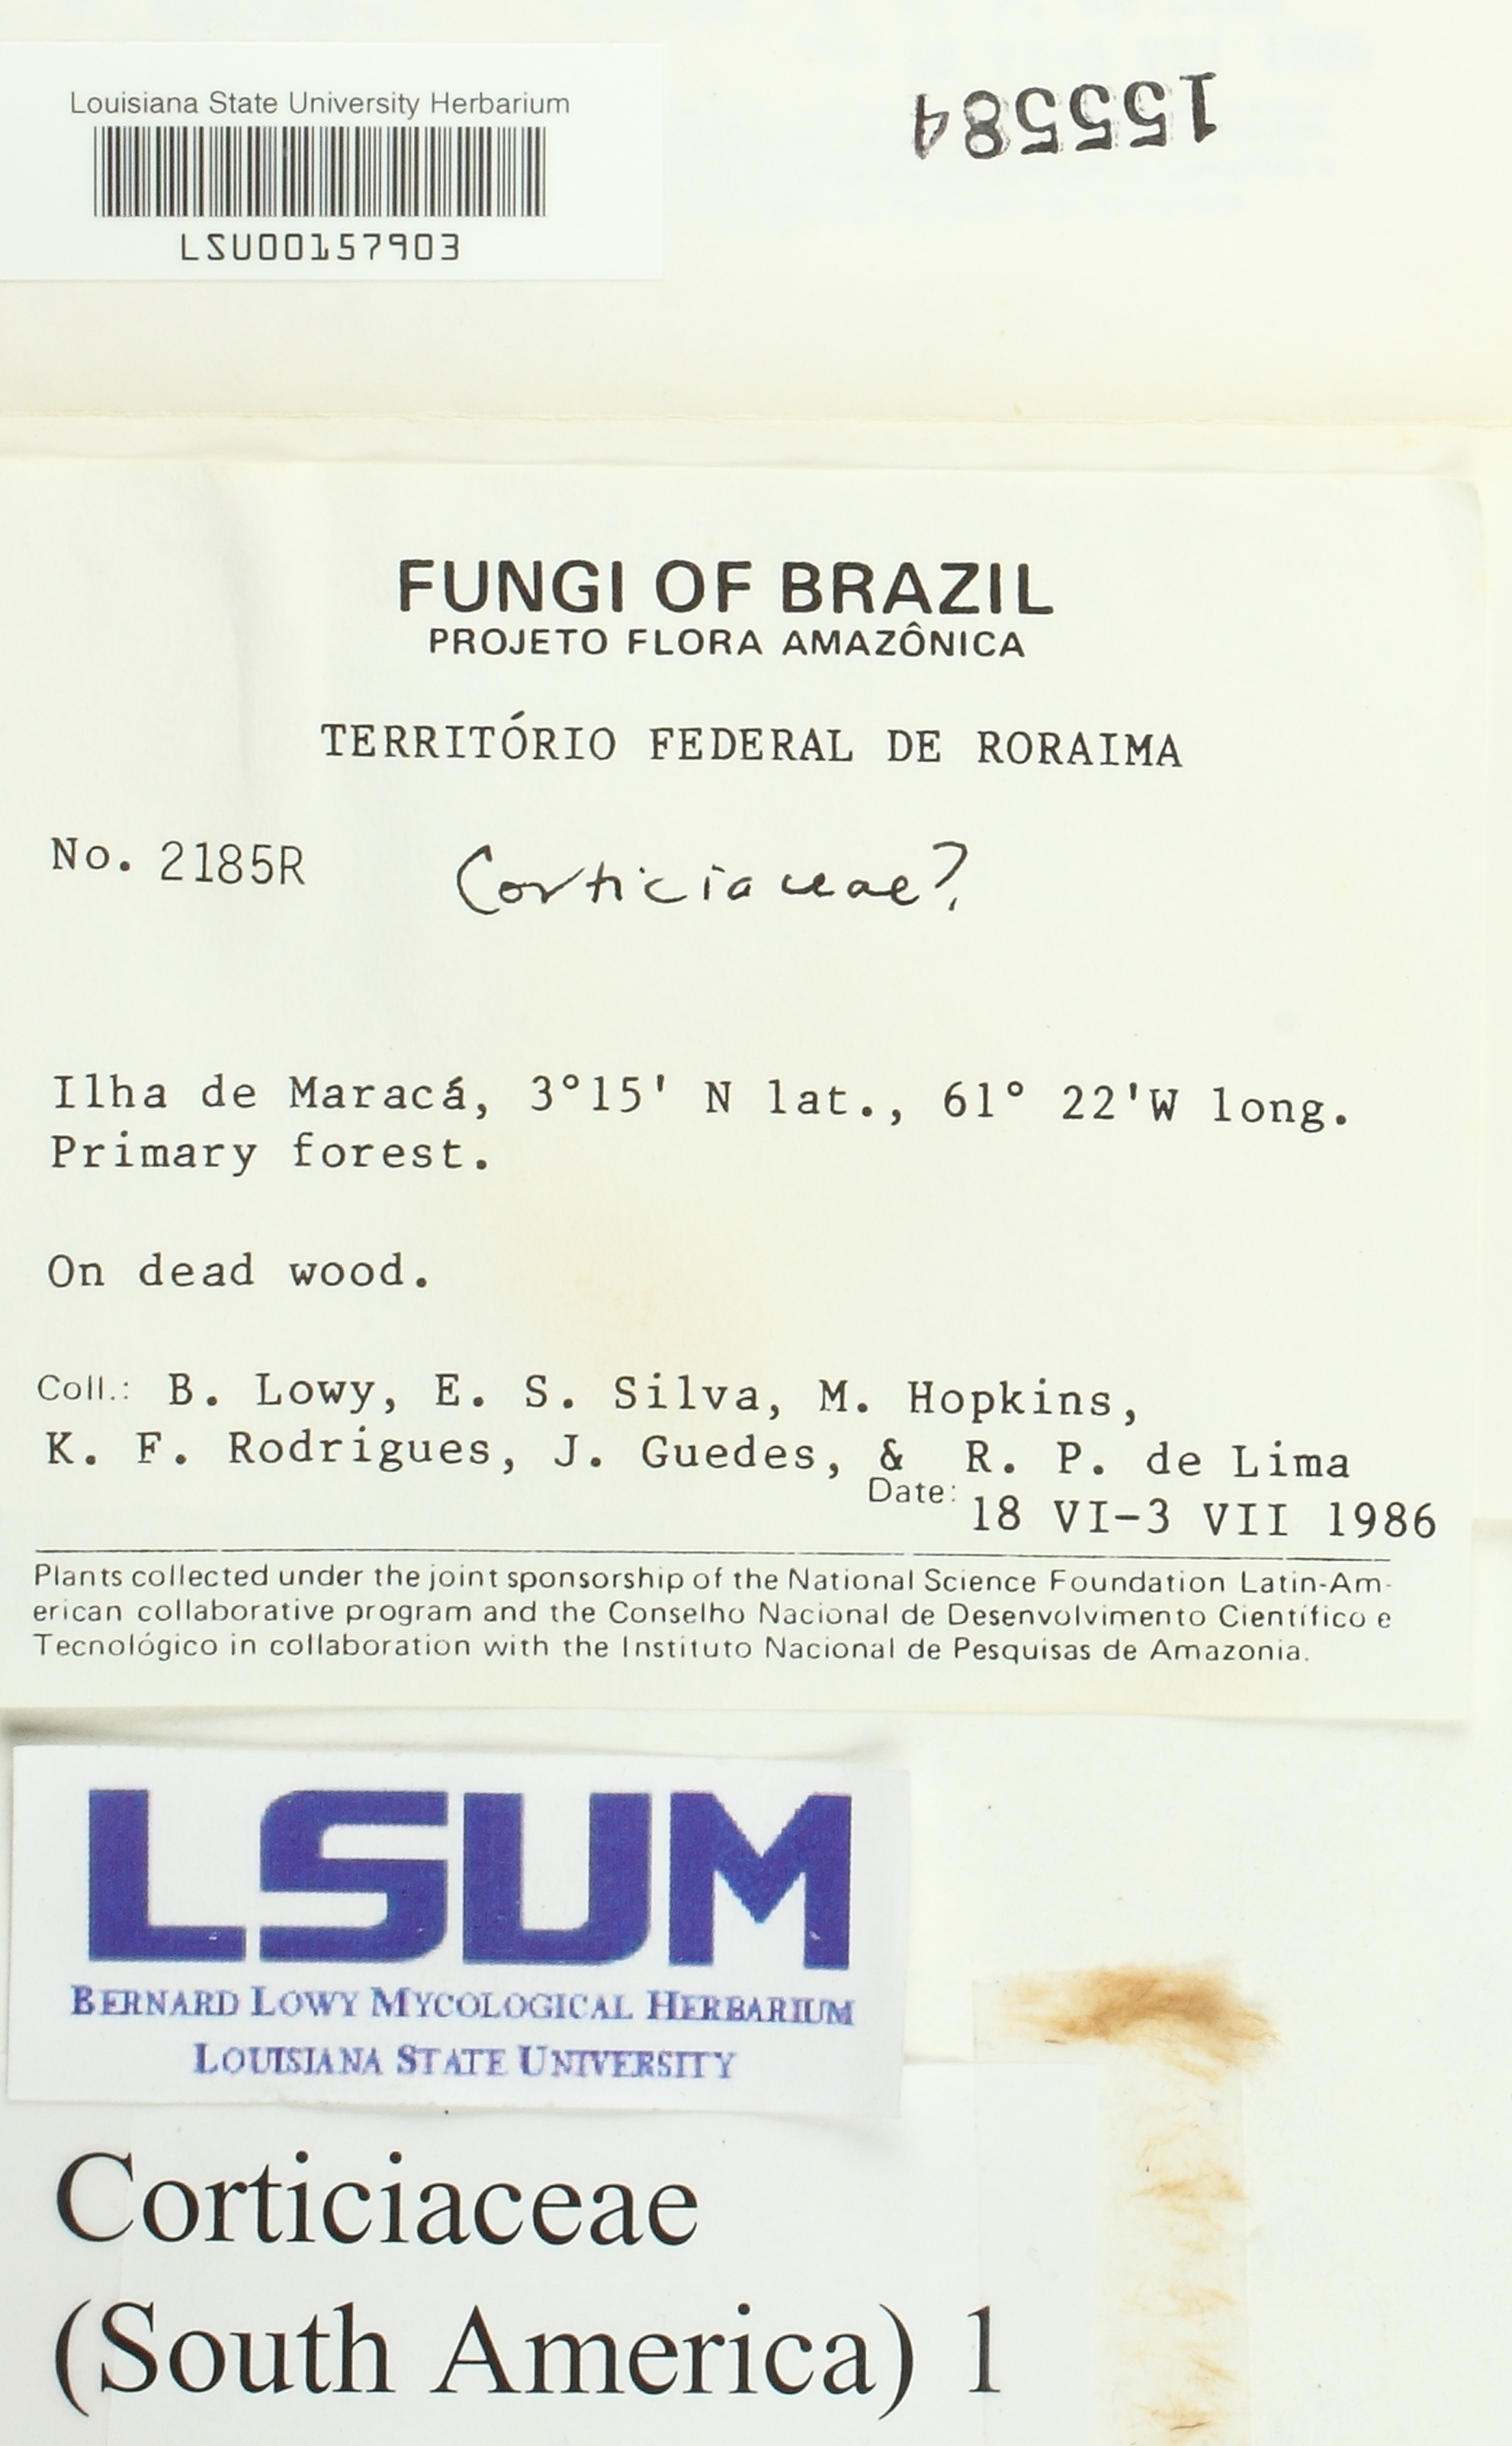 Louisiana State University Herbarium
LSU00157903
155584
FUNGI OF BRAZIL
PROJETO FLORA AMAZÔNICA
TERRITÓRIO FEDERAL DE RORAIMA
No. 2185R Corticiaceae?
Ilha de Maracá, 3°15' N lat., 61° 22'W long.
Primary forest.
On dead wood.
Coll.: B. Lowy, E. S. Silva, M. Hopkins,
K. F. Rodrigues, J. Guedes, & R. P. de Lima
Date: 18 VI-3 VII 1986
Plants collected under the joint sponsorship of the National Science Foundation Latin-Am-
erican collaborative program and the Conselho Nacional de Desenvolvimento Científico e
Tecnológico in collaboration with the Instituto Nacional de Pesquisas de Amazonia.
LSUM
BERNARD LOWY MYCOLOGICAL HERBARIUM
LOUISIANA STATE UNIVERSITY
Corticiaceae
(South America) 1